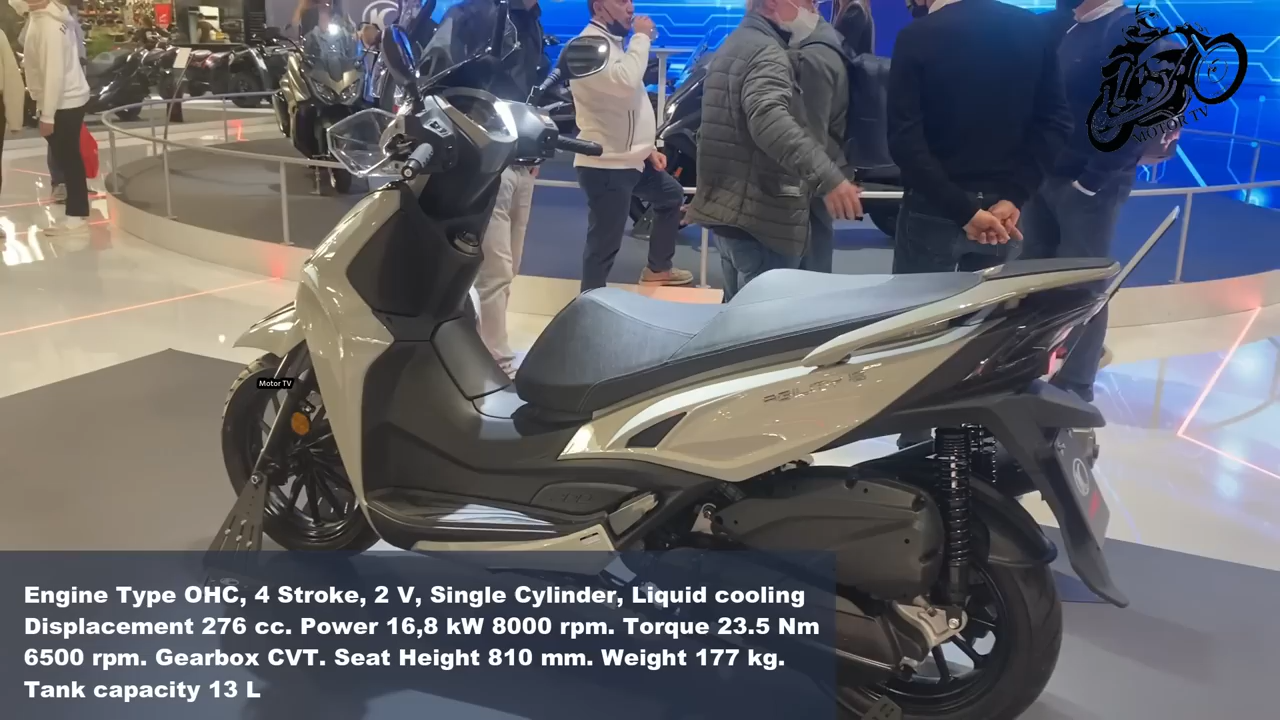 MOTOR TV
Motor TV
Engine Type OHC, 4 Stroke, 2 V, Single Cylinder, Liquid cooling
Displacement 276 cc. Power 16,8 kW 8000 rpm. Torque 23.5 Nm
6500 rpm. Gearbox CVT. Seat Height 810 mm. Weight 177 kg.
Tank capacity 13 L